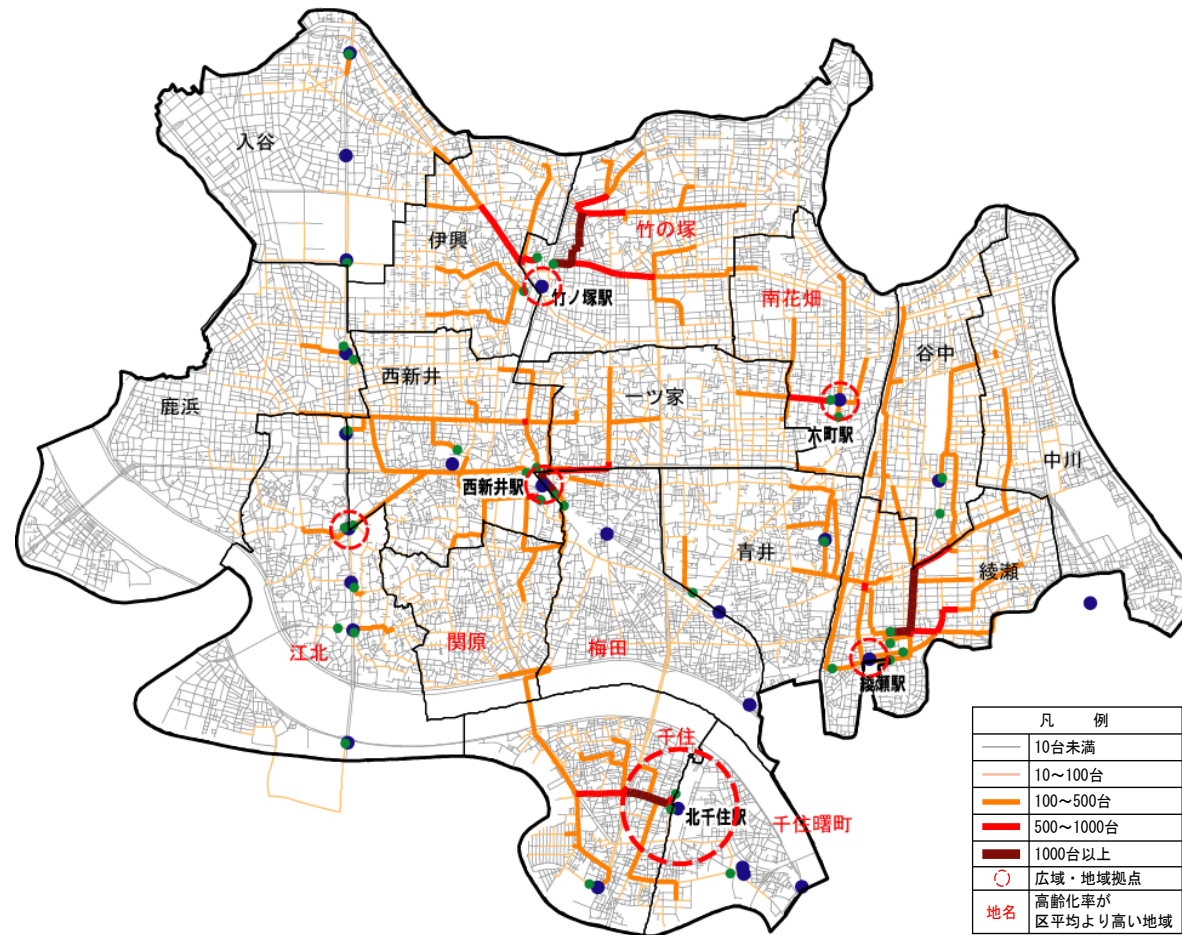 入谷
伊興
竹の塚
竹ノ塚駅
南花畑
谷中
西新井
一ツ家
鹿浜
六町駅
中川
西新井駅
青井
綾瀬
江北
関原
梅田
綾瀬駅
千住
北千住駅
千住曙町
凡 例
10台未満
10～100台
100～500台
500～1000台
1000台以上
広域・地域拠点
地名
高齢化率が
区平均より高い地域